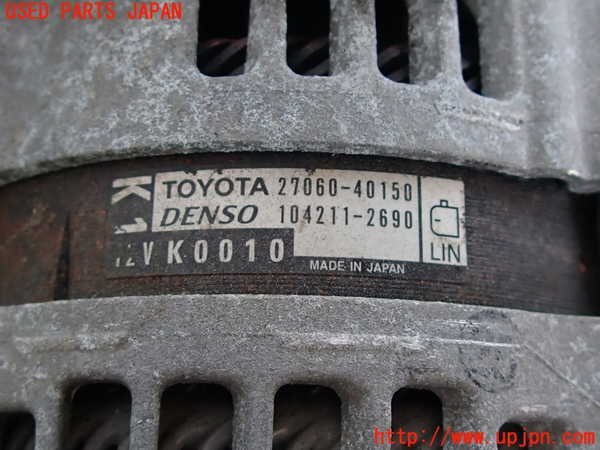 USED PARTS JAPAN
K1 TOYOTA 27060-40150
DENSO 104211-2690
12V K0010
LIN
MADE IN JAPAN
http://www.upjpn.com/